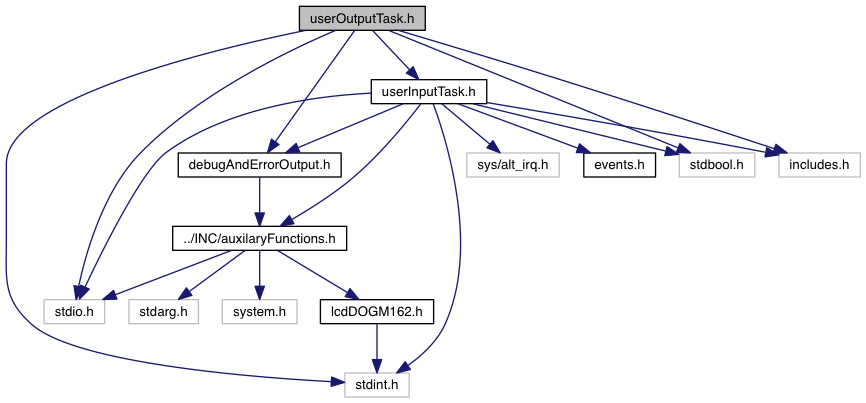 userOutputTask.h
userInputTask.h
debugAndErrorOutput.h
sys/alt_irq.h
events.h
stdbool.h
includes.h
../INC/auxilaryFunctions.h
stdio.h
stdarg.h
system.h
lcdDOGM162.h
stdint.h